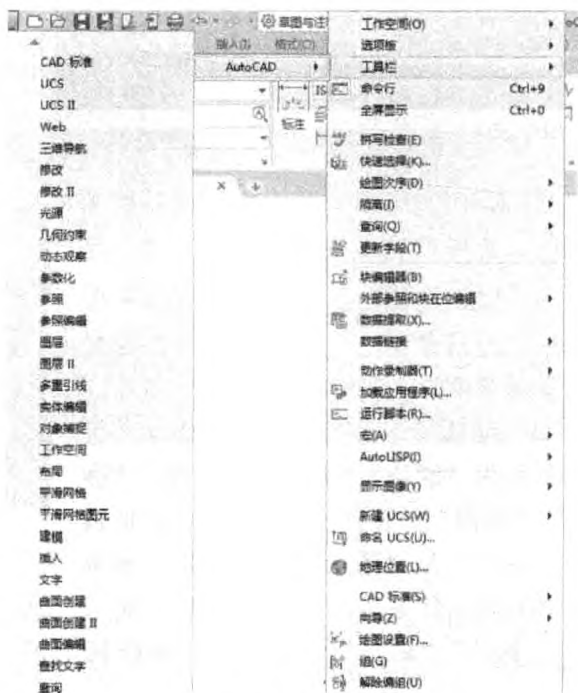 草图与注
插入(I) 格式(O)
AutoCAD
标注
CAD 标准
UCS
UCS II
Web
三维导航
修改
修改 II
光源
几何约束
动态观察
参数化
参照
参照编辑
图层
图层 II
多重引线
实体编辑
对象捕捉
工作空间
布局
平滑网格
平滑网格图元
建模
插入
文字
曲面创建
曲面创建 II
曲面编辑
查找文字
查询
工作空间(O)
选项板
工具栏
命令行 Ctrl+9
全屏显示 Ctrl+0
拼写检查(E)
快速选择(K)...
绘图次序(D)
隔离(I)
查询(Q)
更新字段(T)
块编辑器(B)
外部参照和块在位编辑
数据提取(X)...
数据链接
动作录制器(T)
加载应用程序(L)...
运行脚本(R)...
宏(A)
AutoLISP(I)
显示图像(Y)
新建 UCS(W)
命名 UCS(U)...
地理位置(L)...
CAD 标准(S)
向导(Z)
绘图设置(F)...
组(G)
解除编组(U)